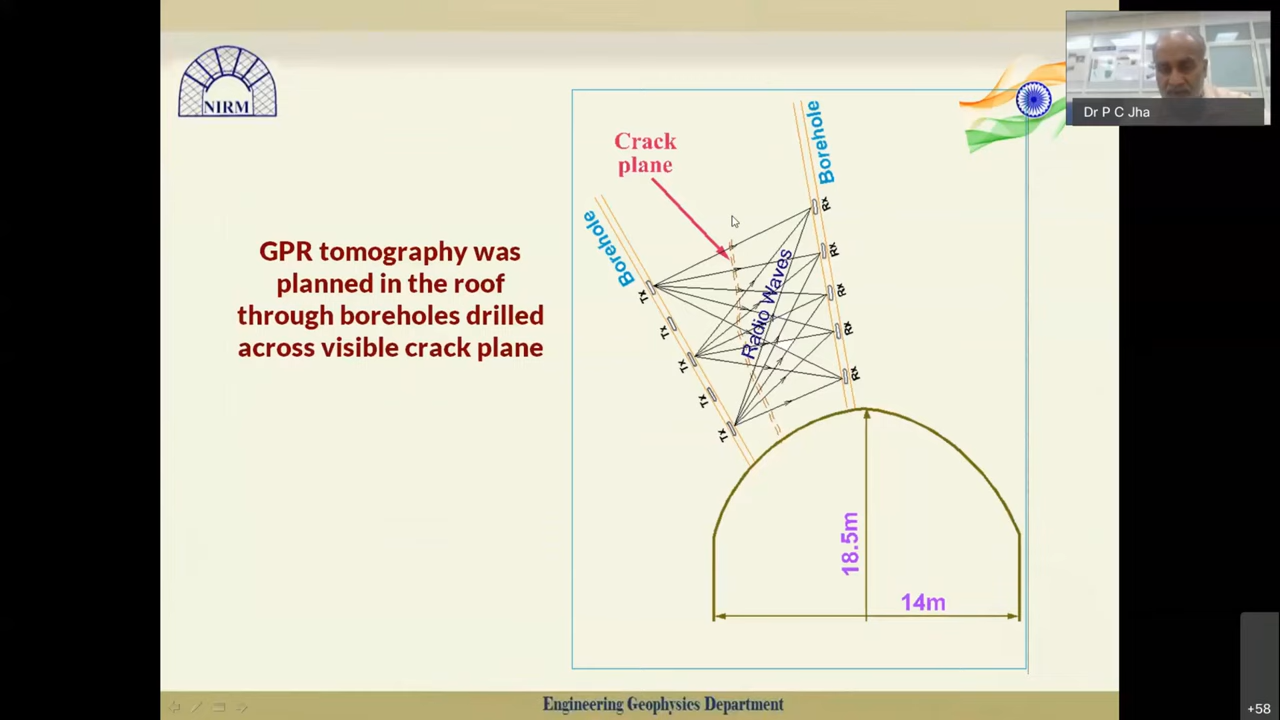 NIRM
Dr P C Jha
GPR tomography was
planned in the roof
through boreholes drilled
across visible crack plane
Crack
plane
Borehole
Borehole
Radio Waves
Tx
Tx
Tx
Tx
Tx
Rx
Rx
Rx
Rx
Rx
18.5m
14m
Engineering Geophysics Department
+58